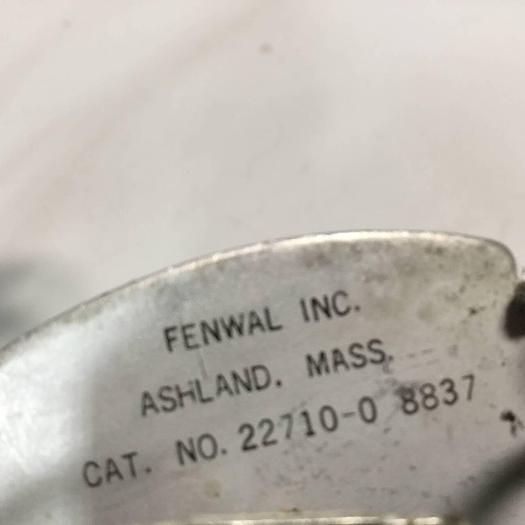 FENWAL INC.
ASHLAND, MASS.
CAT. NO. 22710-0 8837